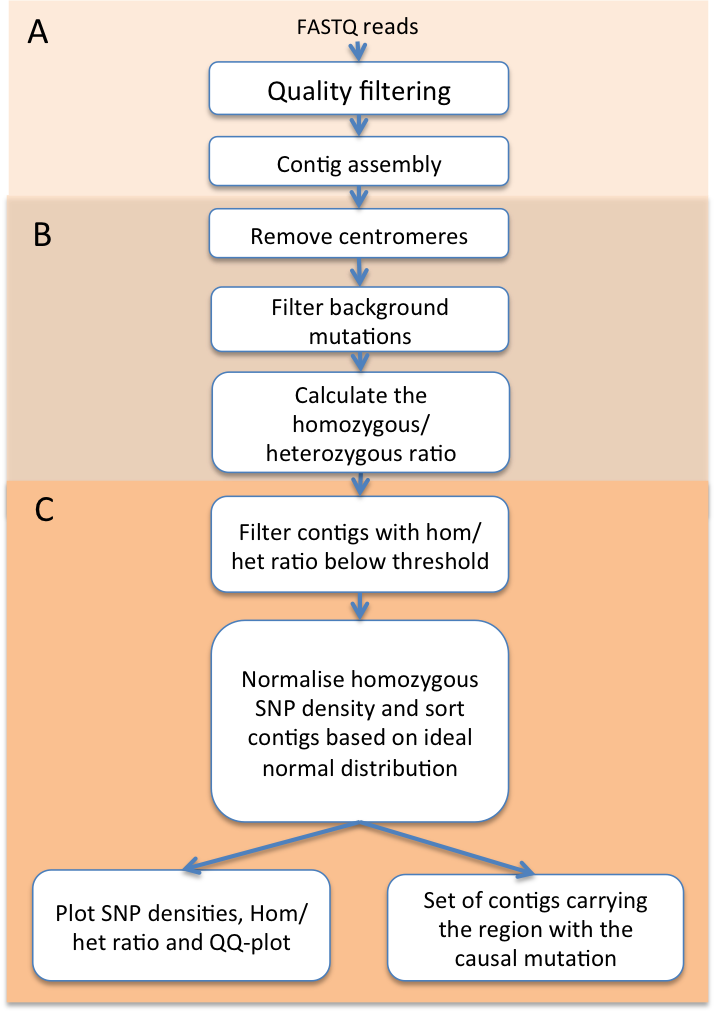 A
FASTQ reads
Quality filtering
Contig assembly
B
Remove centromeres
Filter background
mutations
Calculate the
homozygous/
heterozygous ratio
C
Filter contigs with hom/
het ratio below threshold
Normalise homozygous
SNP density and sort
contigs based on ideal
normal distribution
Plot SNP densities, Hom/
het ratio and QQ-plot
Set of contigs carrying
the region with the
causal mutation